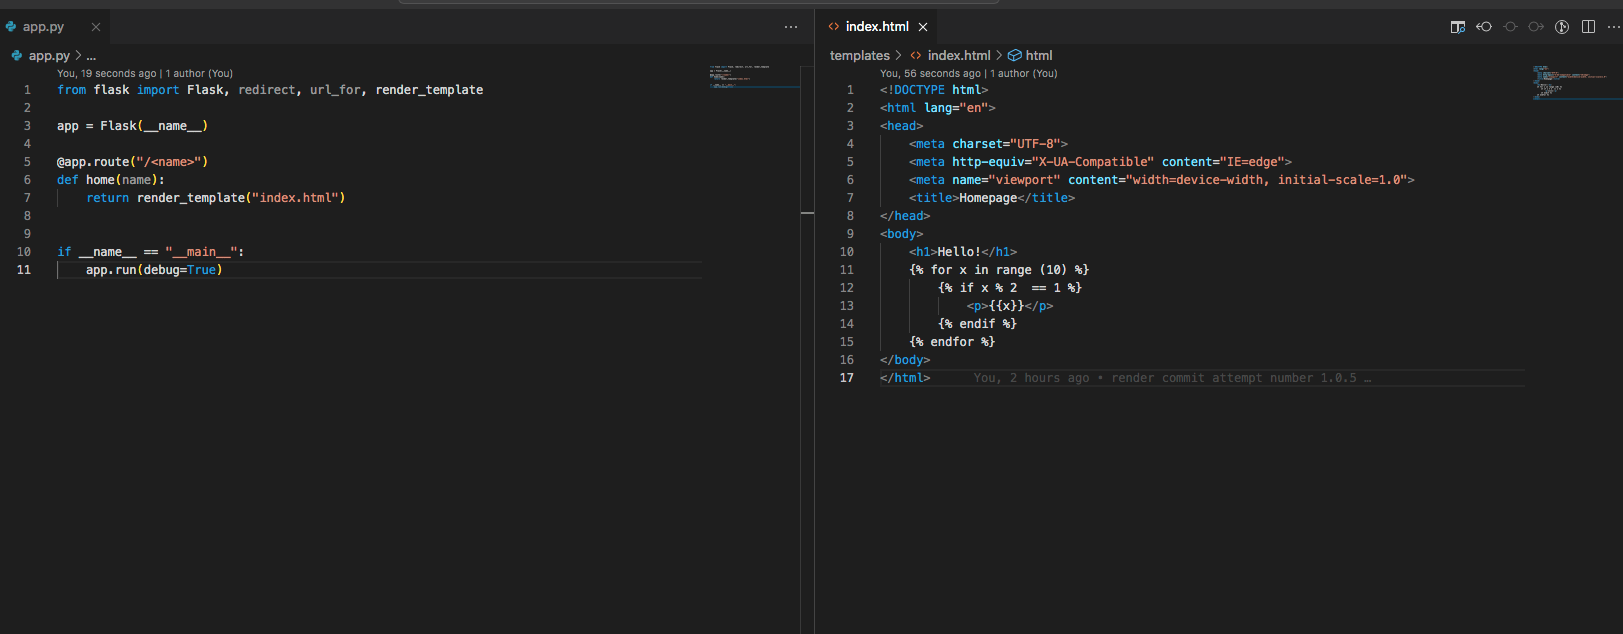 app.py
app.py > ...
You, 19 seconds ago | 1 author (You)
1 from flask import Flask, redirect, url_for, render_template
2
3 app = Flask(__name__)
4
5 @app.route("/<name>")
6 def home(name):
7 return render_template("index.html")
8
9
10 if __name__ == "__main__":
11 app.run(debug=True)
index.html
templates > index.html > html
You, 56 seconds ago | 1 author (You)
1 <!DOCTYPE html>
2 <html lang="en">
3 <head>
4 <meta charset="UTF-8">
5 <meta http-equiv="X-UA-Compatible" content="IE=edge">
6 <meta name="viewport" content="width=device-width, initial-scale=1.0">
7 <title>Homepage</title>
8 </head>
9 <body>
10 <h1>Hello!</h1>
11 {% for x in range (10) %}
12 {% if x % 2  == 1 %}
13 <p>{{x}}</p>
14 {% endif %}
15 {% endfor %}
16 </body>
17 </html> You, 2 hours ago • render commit attempt number 1.0.5 …